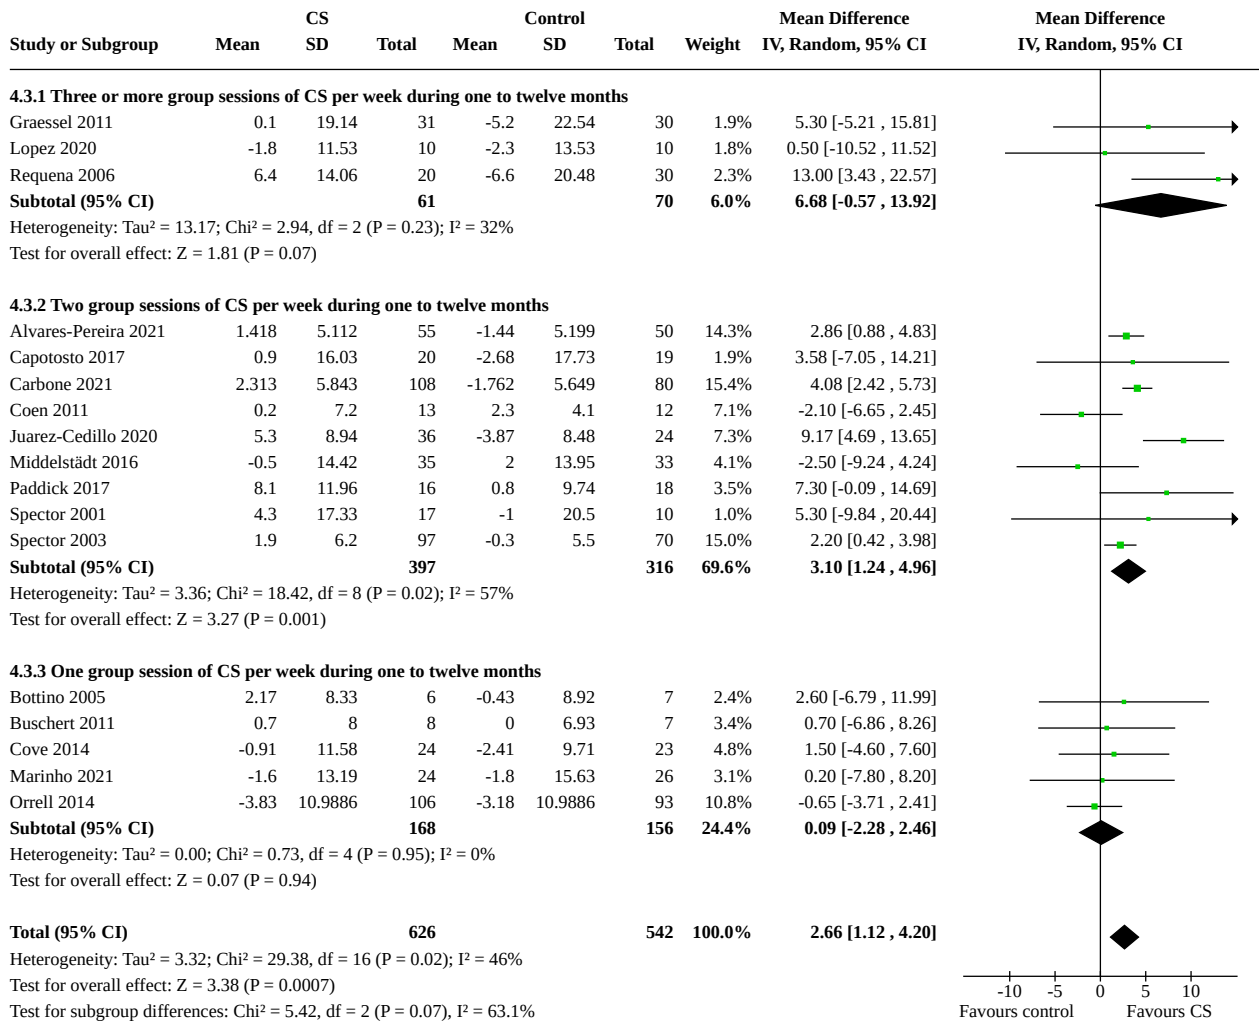 CS Control Mean Difference Mean Difference
Study or Subgroup Mean SD Total Mean SD Total Weight IV, Random, 95% CI IV, Random, 95% CI
4.3.1 Three or more group sessions of CS per week during one to twelve months
Graessel 2011 0.1 19.14 31 -5.2 22.54 30 1.9% 5.30 [-5.21 , 15.81]
Lopez 2020 -1.8 11.53 10 -2.3 13.53 10 1.8% 0.50 [-10.52 , 11.52]
Requena 2006 6.4 14.06 20 -6.6 20.48 30 2.3% 13.00 [3.43 , 22.57]
Subtotal (95% CI) 61 70 6.0% 6.68 [-0.57 , 13.92]
Heterogeneity: Tau² = 13.17; Chi² = 2.94, df = 2 (P = 0.23); I² = 32%
Test for overall effect: Z = 1.81 (P = 0.07)
4.3.2 Two group sessions of CS per week during one to twelve months
Alvares-Pereira 2021 1.418 5.112 55 -1.44 5.199 50 14.3% 2.86 [0.88 , 4.83]
Capotosto 2017 0.9 16.03 20 -2.68 17.73 19 1.9% 3.58 [-7.05 , 14.21]
Carbone 2021 2.313 5.843 108 -1.762 5.649 80 15.4% 4.08 [2.42 , 5.73]
Coen 2011 0.2 7.2 13 2.3 4.1 12 7.1% -2.10 [-6.65 , 2.45]
Juarez-Cedillo 2020 5.3 8.94 36 -3.87 8.48 24 7.3% 9.17 [4.69 , 13.65]
Middelstädt 2016 -0.5 14.42 35 2 13.95 33 4.1% -2.50 [-9.24 , 4.24]
Paddick 2017 8.1 11.96 16 0.8 9.74 18 3.5% 7.30 [-0.09 , 14.69]
Spector 2001 4.3 17.33 17 -1 20.5 10 1.0% 5.30 [-9.84 , 20.44]
Spector 2003 1.9 6.2 97 -0.3 5.5 70 15.0% 2.20 [0.42 , 3.98]
Subtotal (95% CI) 397 316 69.6% 3.10 [1.24 , 4.96]
Heterogeneity: Tau² = 3.36; Chi² = 18.42, df = 8 (P = 0.02); I² = 57%
Test for overall effect: Z = 3.27 (P = 0.001)
4.3.3 One group session of CS per week during one to twelve months
Bottino 2005 2.17 8.33 6 -0.43 8.92 7 2.4% 2.60 [-6.79 , 11.99]
Buschert 2011 0.7 8 8 0 6.93 7 3.4% 0.70 [-6.86 , 8.26]
Cove 2014 -0.91 11.58 24 -2.41 9.71 23 4.8% 1.50 [-4.60 , 7.60]
Marinho 2021 -1.6 13.19 24 -1.8 15.63 26 3.1% 0.20 [-7.80 , 8.20]
Orrell 2014 -3.83 10.9886 106 -3.18 10.9886 93 10.8% -0.65 [-3.71 , 2.41]
Subtotal (95% CI) 168 156 24.4% 0.09 [-2.28 , 2.46]
Heterogeneity: Tau² = 0.00; Chi² = 0.73, df = 4 (P = 0.95); I² = 0%
Test for overall effect: Z = 0.07 (P = 0.94)
Total (95% CI) 626 542 100.0% 2.66 [1.12 , 4.20]
Heterogeneity: Tau² = 3.32; Chi² = 29.38, df = 16 (P = 0.02); I² = 46%
Test for overall effect: Z = 3.38 (P = 0.0007) -10 -5 0 5 10
Test for subgroup differences: Chi² = 5.42, df = 2 (P = 0.07), I² = 63.1% Favours control Favours CS